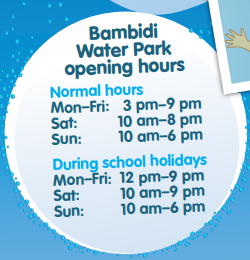 Bambidi
Water Park
opening hours
Normal hours
Mon–Fri: 3 pm–9 pm
Sat: 10 am–8 pm
Sun: 10 am–6 pm
During school holidays
Mon–Fri: 12 pm–9 pm
Sat: 10 am–9 pm
Sun: 10 am–6 pm